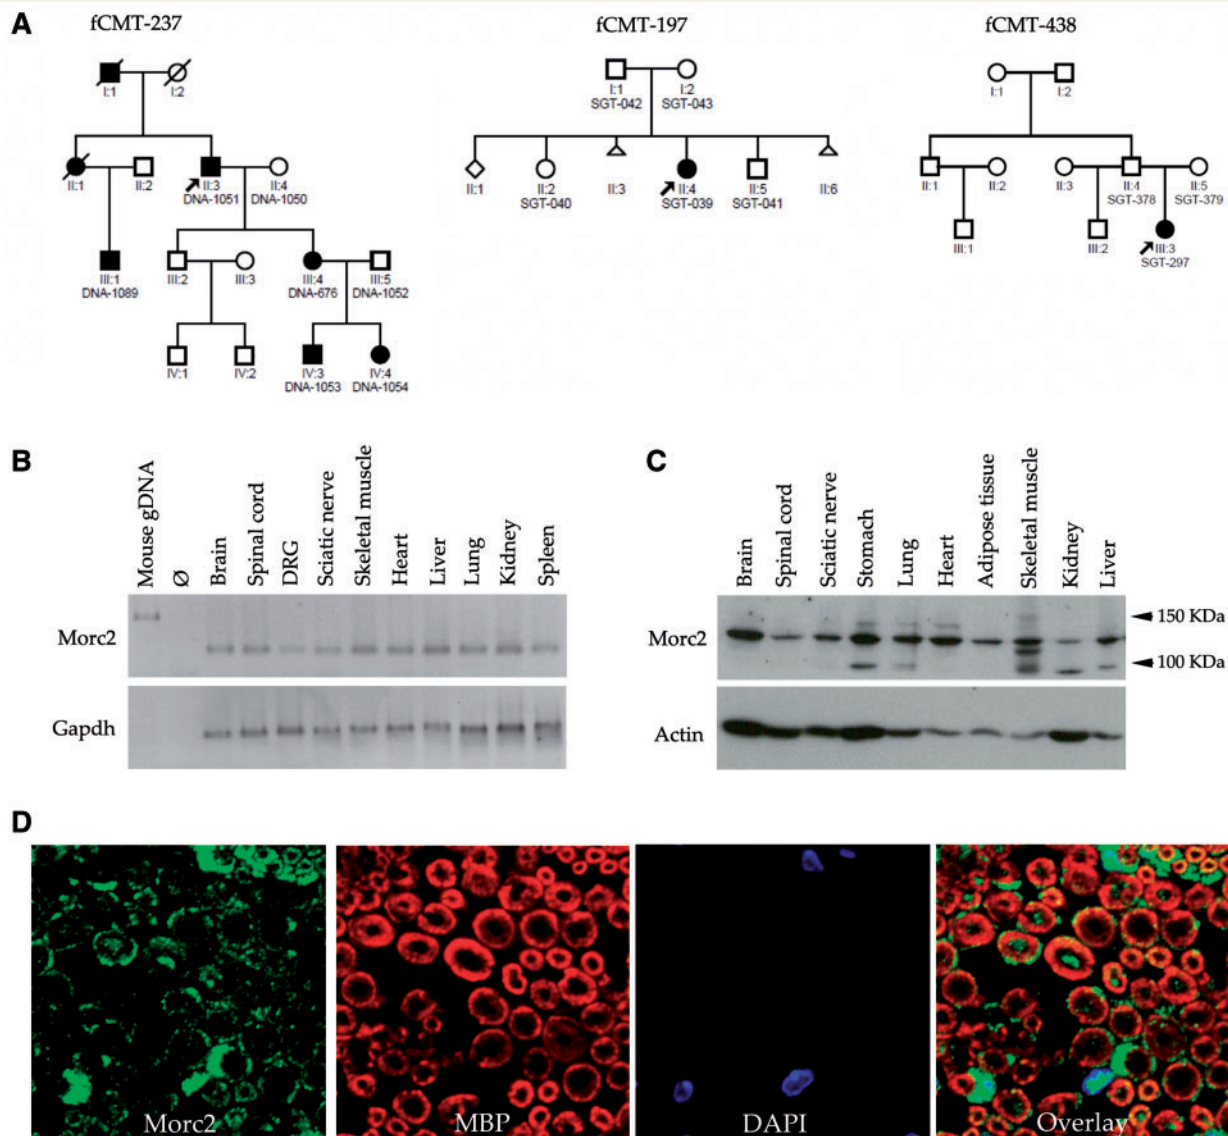 A
fCMT-237
fCMT-197
fCMT-438
I:1
I:2
II:1
II:2
II:3
DNA-1051
II:4
DNA-1050
III:1
DNA-1089
III:2
III:3
III:4
DNA-676
III:5
DNA-1052
IV:1
IV:2
IV:3
DNA-1053
IV:4
DNA-1054
I:1
SGT-042
I:2
SGT-043
II:1
II:2
SGT-040
II:3
II:4
SGT-039
II:5
SGT-041
II:6
I:1
I:2
II:1
II:2
II:3
II:4
SGT-378
II:5
SGT-379
III:1
III:2
III:3
SGT-297
B
Mouse gDNA
Ø
Brain
Spinal cord
DRG
Sciatic nerve
Skeletal muscle
Heart
Liver
Lung
Kidney
Spleen
Morc2
Gapdh
C
Brain
Spinal cord
Sciatic nerve
Stomach
Lung
Heart
Adipose tissue
Skeletal muscle
Kidney
Liver
Morc2
150 KDa
100 KDa
Actin
D
Morc2
MBP
DAPI
Overlay